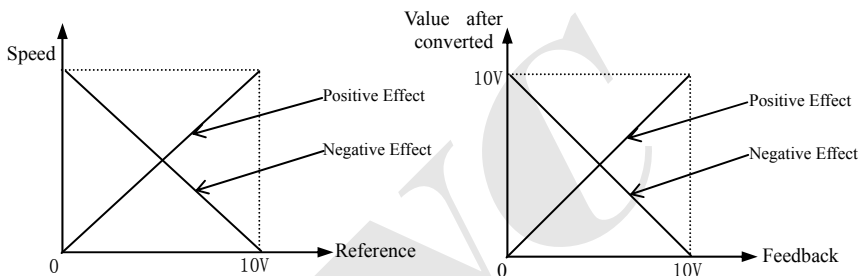 Speed
Positive Effect
Negative Effect
Reference
0
10V
Value after
converted
10V
Positive Effect
Negative Effect
Feedback
0
10V